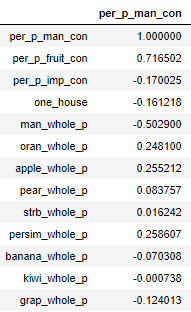 per_p_man_con
per_p_man_con 1.000000
per_p_fruit_con 0.716502
per_p_imp_con -0.170025
one_house -0.161218
man_whole_p -0.502900
oran_whole_p 0.248100
apple_whole_p 0.255212
pear_whole_p 0.083757
strb_whole_p 0.016242
persim_whole_p 0.258607
banana_whole_p -0.070308
kiwi_whole_p -0.000738
grap_whole_p -0.124013